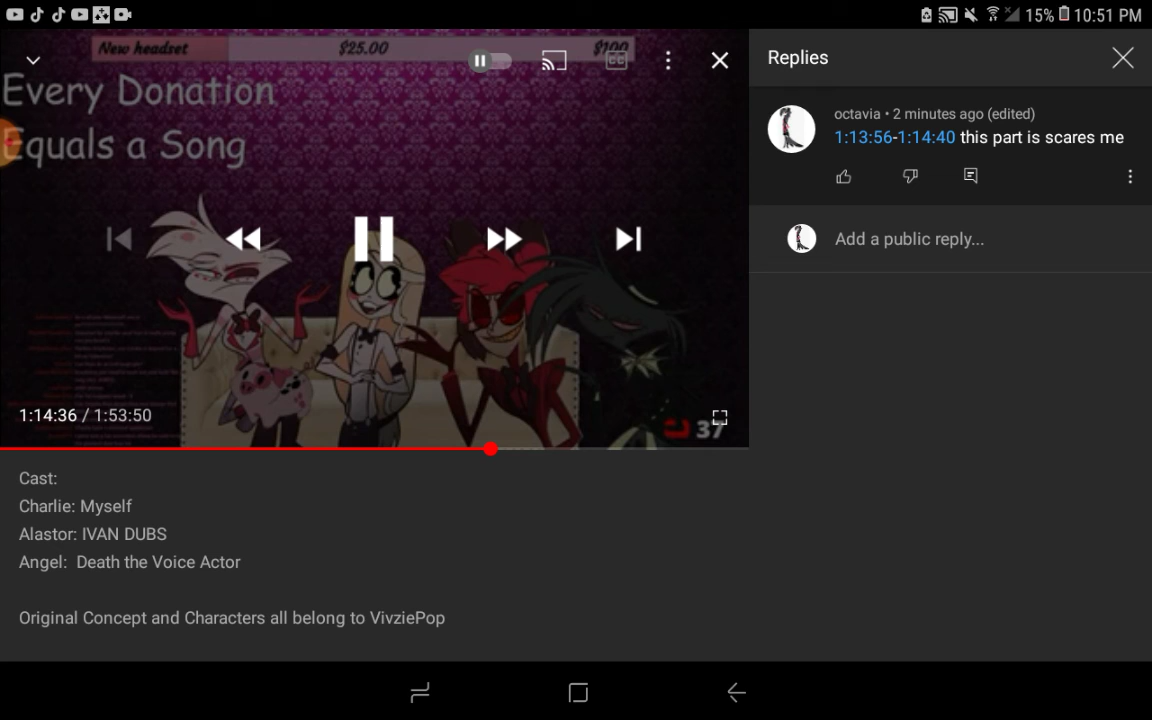 15% 10:51 PM
New headset $25.00 $100
CC
Every Donation
Equals a Song
37
1:14:36 / 1:53:50
Cast:
Charlie: Myself
Alastor: IVAN DUBS
Angel: Death the Voice Actor
Original Concept and Characters all belong to VivziePop
Replies
octavia • 2 minutes ago (edited)
1:13:56-1:14:40 this part is scares me
Add a public reply...